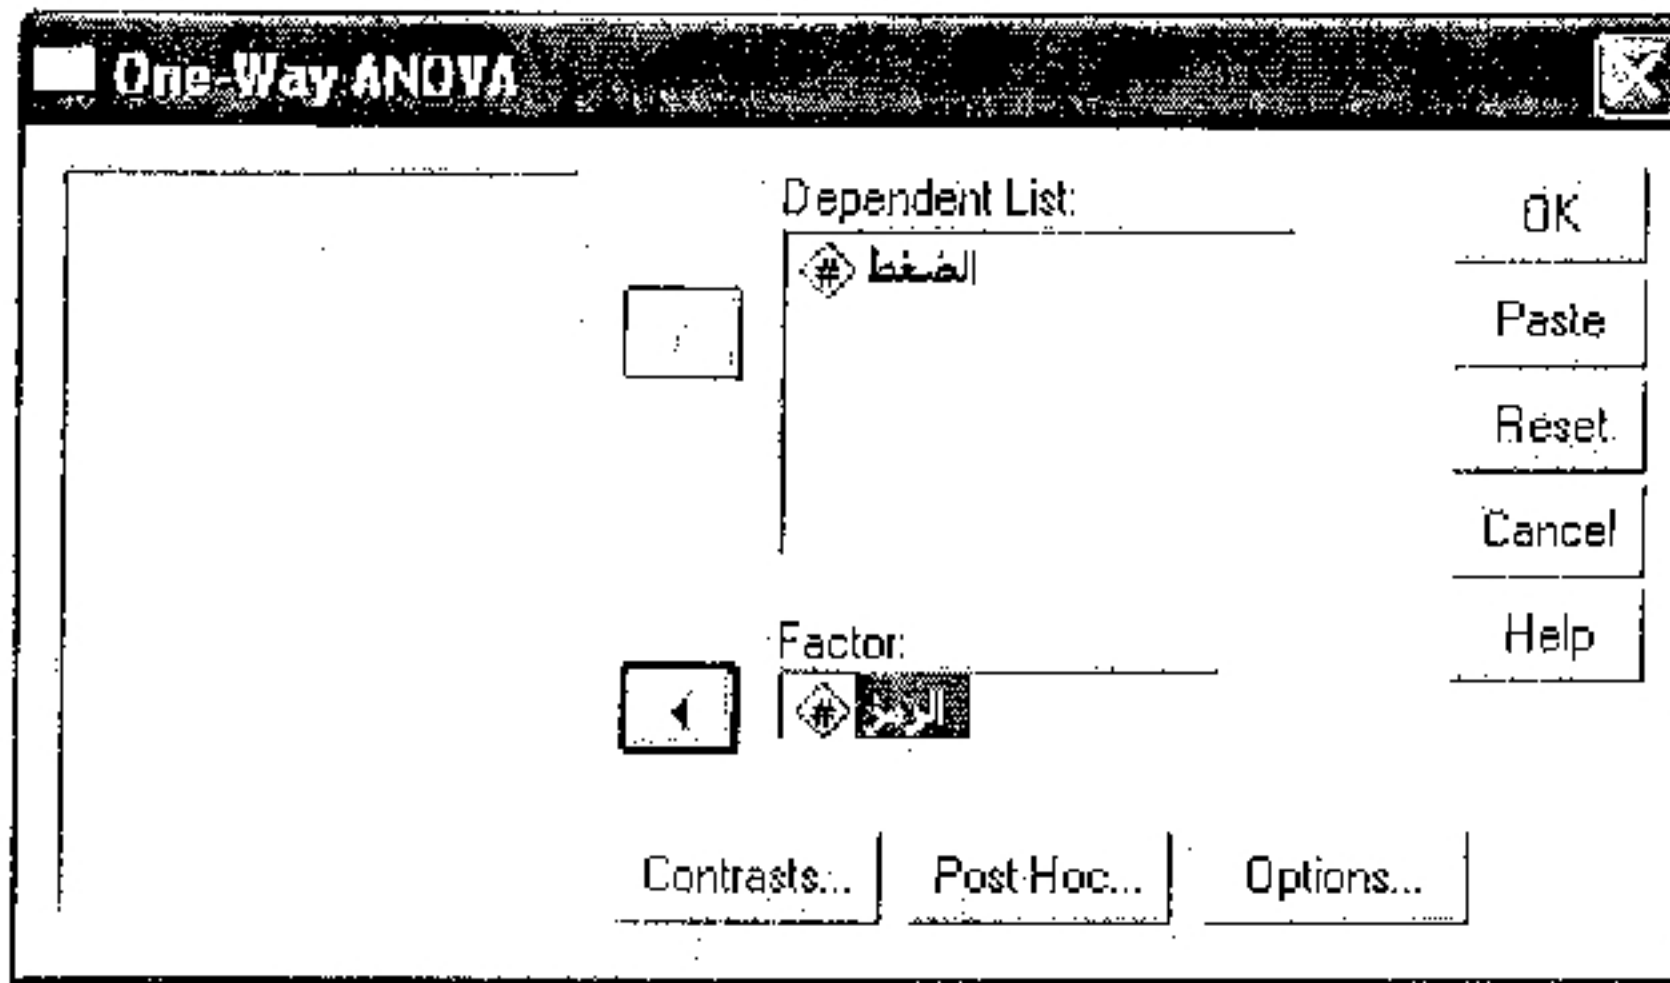 One-Way ANOVA
Dependent List:
# الضغط
Factor:
#
OK
Paste
Reset
Cancel
Help
Contrasts...
Post Hoc...
Options...